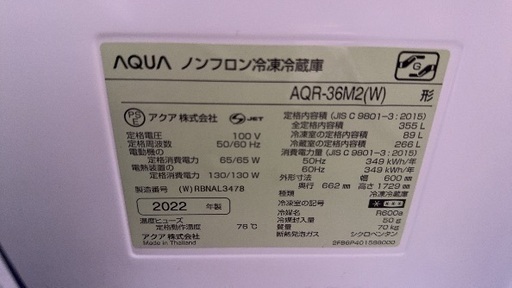 AQUA ノンフロン冷凍冷蔵庫
AQR-36M2(W) 形
PS E アクア株式会社 JET
定格電圧 100 V
定格周波数 50/60 Hz
電動機の
定格消費電力 65/65 W
電熱装置の
定格消費電力 130/130 W
製造番号 (W)RBNAL3478
2022 年製
温度ヒューズ
定格動作温度 76℃
アクア株式会社
Made in Thailand
定格内容積 (JIS C 9801-3:2015)
全定格内容積 355 L
冷凍室の定格内容積 89 L
冷蔵室の定格内容積 266 L
消費電力量 (JIS C 9801-3:2015)
50Hz 349 kWh/年
60Hz 349 kWh/年
外形寸法 幅 600 mm
奥行 662 mm 高さ 1729 mm
種類 冷凍冷蔵庫
冷凍室の記号
冷媒名 R600a
冷媒封入量 50 g
質量 70 kg
断熱発泡ガス シクロペンタン